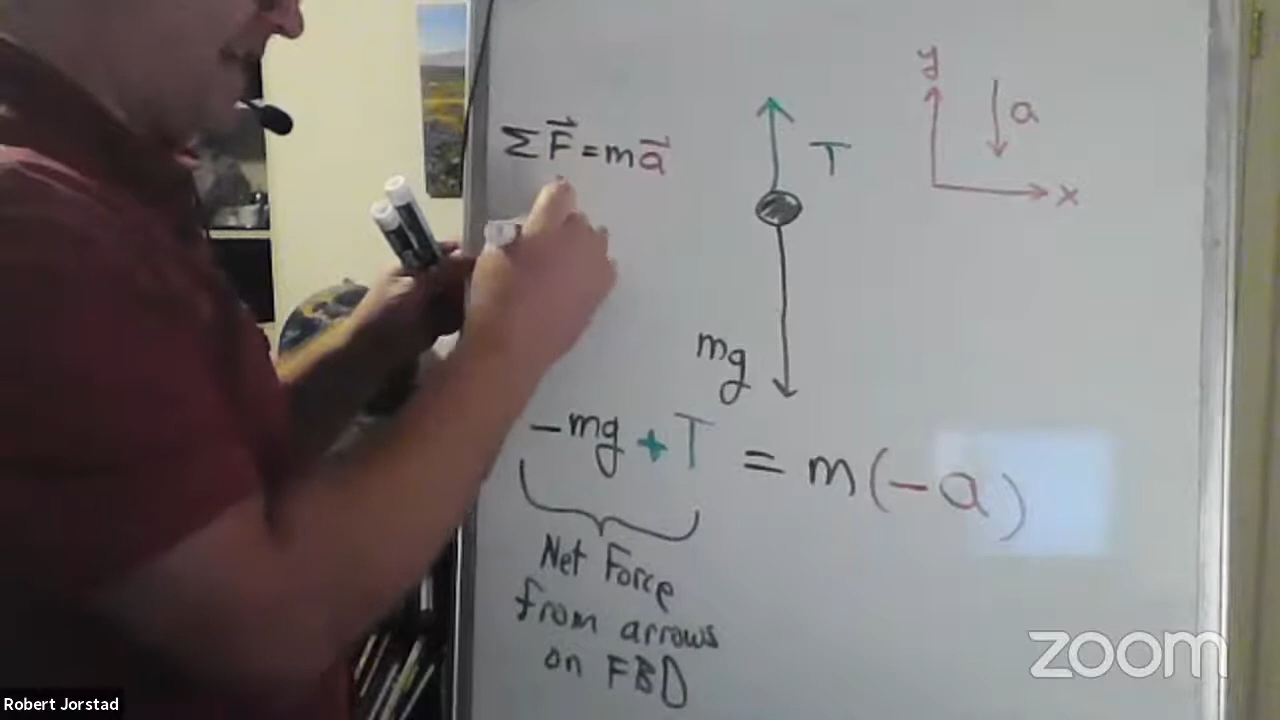 y
a
ΣF⃗=ma⃗
T
x
mg
-mg+T = m(-a)
Net Force
from arrows
on FBD
zoom
Robert Jorstad